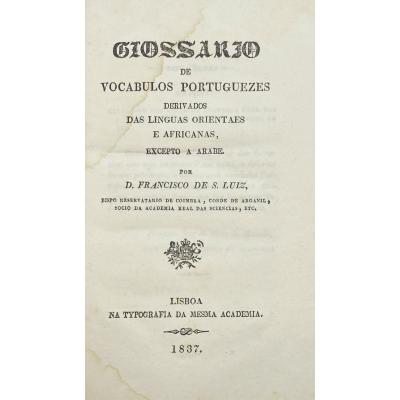 GLOSSARIO
DE
VOCABULOS PORTUGUEZES
DERIVADOS
DAS LINGUAS ORIENTAES
E AFRICANAS,
EXCEPTO A ARABE.
POR
D. FRANCISCO DE S. LUIZ,
BISPO RESERVATARIO DE COIMBRA, CONDE DE ARGANIL,
SOCIO DA ACADEMIA REAL DAS SCIENCIAS, ETC.
LISBOA
NA TYPOGRAFIA DA MESMA ACADEMIA.
1837.